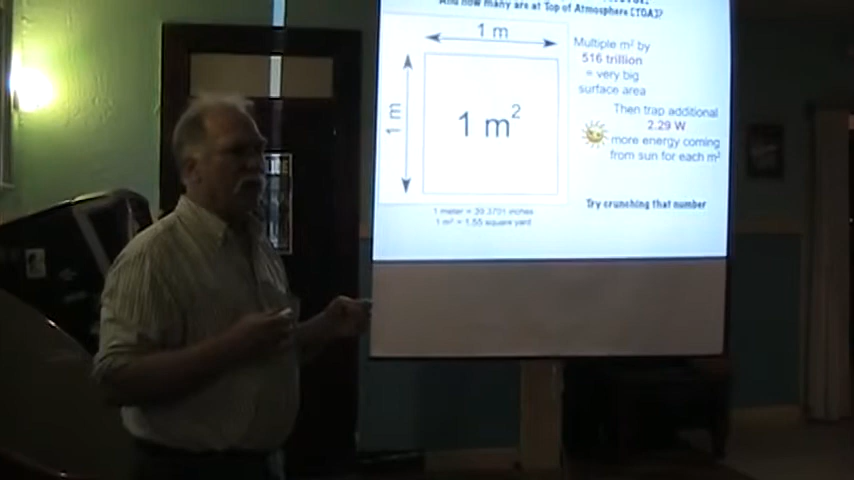 And how many are at Top of Atmosphere [TOA]?
1 m
Multiple m² by
516 trillion
= very big
surface area
1 m
1 m²
Then trap additional
2.29 W
more energy coming
from sun for each m²
1 meter = 39.3701 inches
1 m² = 1.55 square yard
Try crunching that number